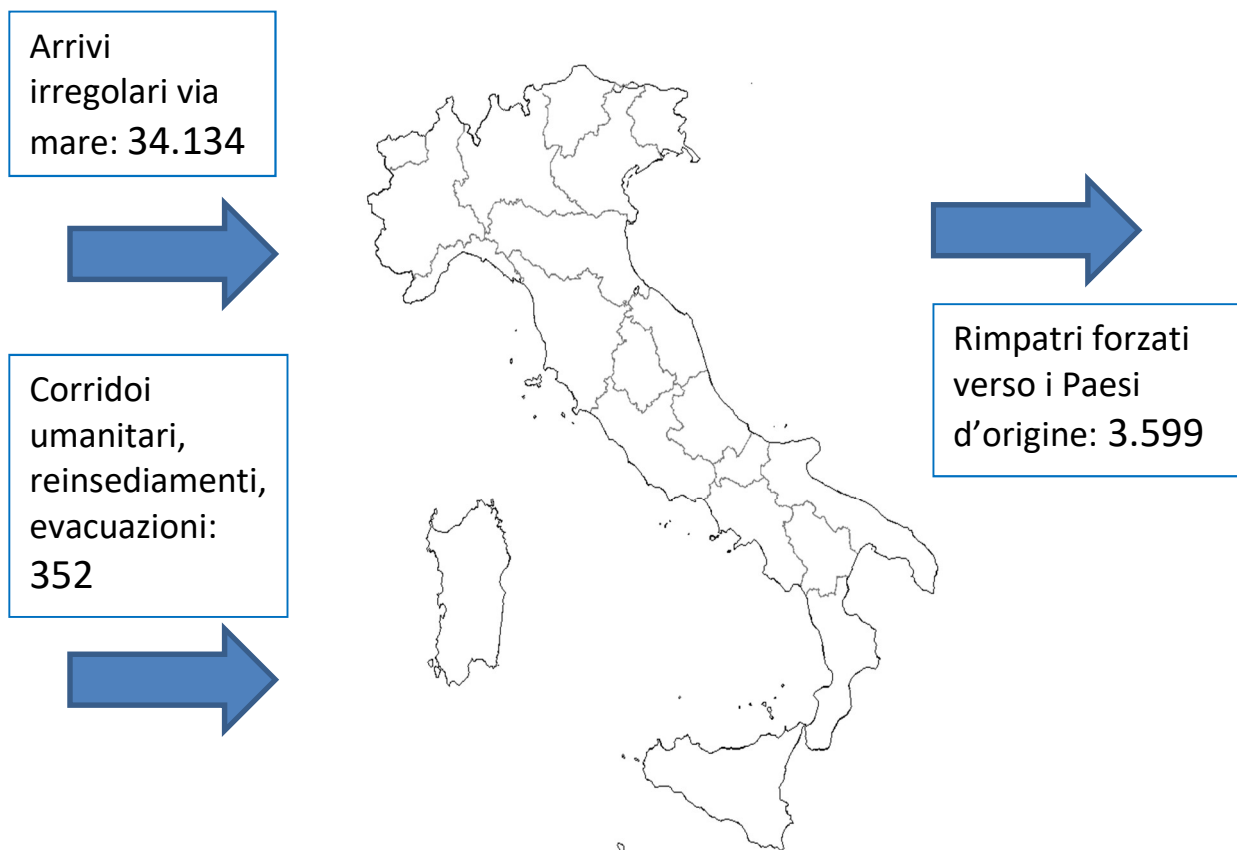 Arrivi
irregolari via
mare: 34.134
Corridoi
umanitari,
reinsediamenti,
evacuazioni:
352
Rimpatri forzati
verso i Paesi
d’origine: 3.599